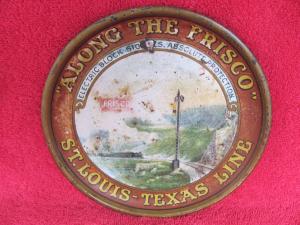 "ALONG THE FRISCO"
ELECTRIC BLOCK SIGNALS, ABSOLUTE PROTECTION
FRISCO
ST. LOUIS-TEXAS LINE